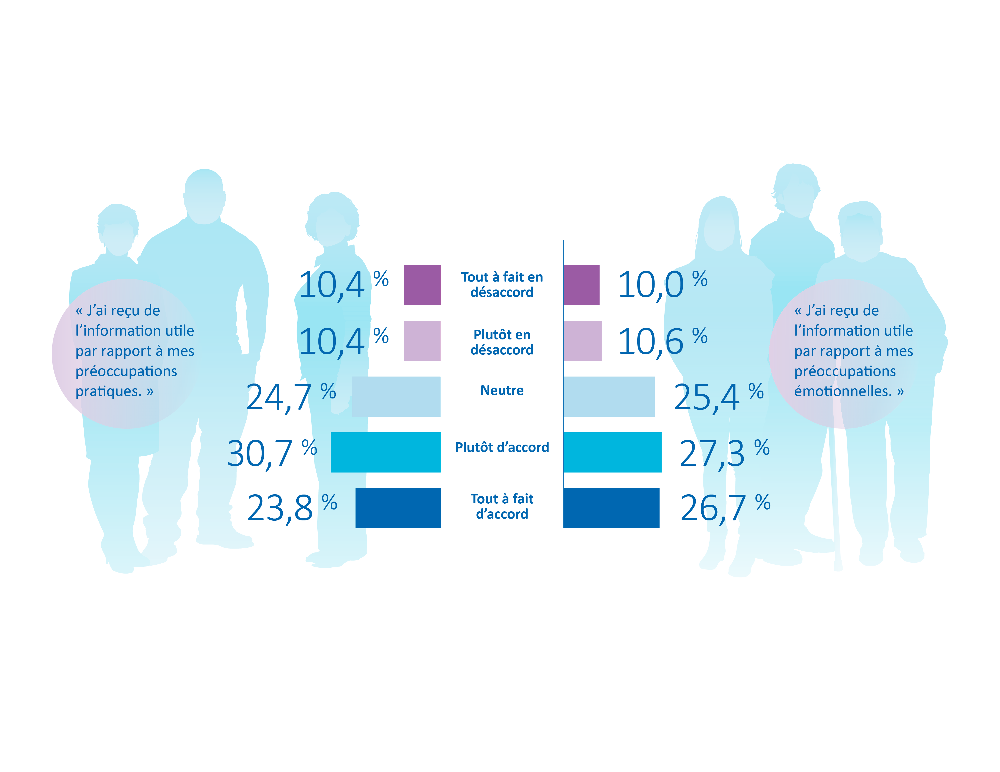 « J’ai reçu de
l’information utile
par rapport à mes
préoccupations
pratiques. »
10,4 %
Tout à fait en
désaccord
10,0 %
10,4 %
Plutôt en
désaccord
10,6 %
24,7 %
Neutre
25,4 %
30,7 %
Plutôt d’accord
27,3 %
23,8 %
Tout à fait
d’accord
26,7 %
« J’ai reçu de
l’information utile
par rapport à mes
préoccupations
émotionnelles. »